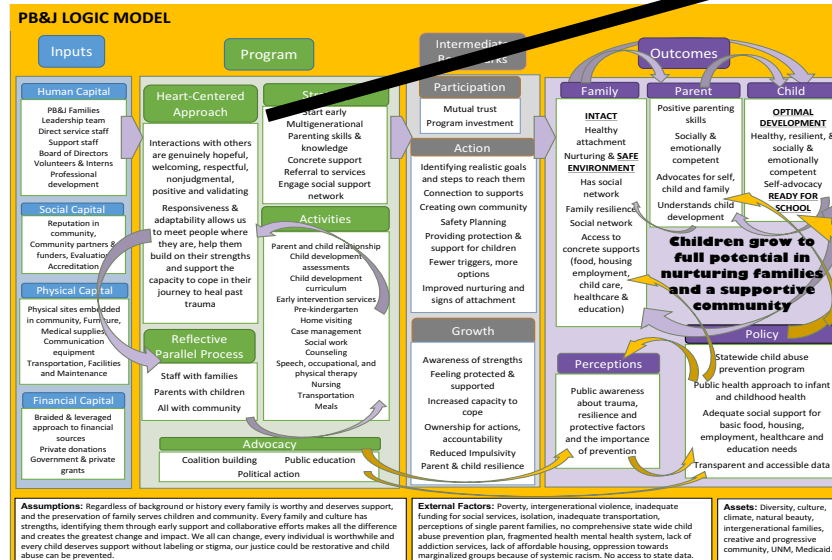 PB&J LOGIC MODEL
Inputs
Human Capital
PB&J Families
Leadership team
Direct service staff
Support staff
Board of Directors
Volunteers & Interns
Professional
development
Social Capital
Reputation in
community,
Community partners &
funders, Evaluation
Accreditation
Physical Capital
Physical sites embedded
in community, Furniture,
Medical supplies
Communication
equipment
Transportation, Facilities
and Maintenance
Financial Capital
Braided & leveraged
approach to financial
sources
Private donations
Government & private
grants
Program
Heart-Centered
Approach
Interactions with others
are genuinely hopeful,
welcoming, respectful,
nonjudgmental,
positive and validating
Responsiveness &
adaptability allows us
to meet people where
they are, help them
build on their strengths
and support the
capacity to cope in their
journey to heal past
trauma
Reflective
Parallel Process
Staff with families
Parents with children
All with community
Start early
Multigenerational
Parenting skills &
knowledge
Concrete support
Referral to services
Engage social support
network
Activities
Parent and child relationship
Child development
assessments
Child development
curriculum
Early intervention services
Pre-kindergarten
Home visiting
Case management
Social work
Counseling
Speech, occupational, and
physical therapy
Nursing
Transportation
Meals
Advocacy
Coalition building Public education
Political action
Intermediate
Participation
Mutual trust
Program investment
Action
Identifying realistic goals
and steps to reach them
Connection to supports
Creating own community
Safety Planning
Providing protection &
support for children
Fewer triggers, more
options
Improved nurturing and
signs of attachment
Growth
Awareness of strengths
Feeling protected &
supported
Increased capacity to
cope
Ownership for actions,
accountability
Reduced Impulsivity
Parent & child resilience
Outcomes
Family
INTACT
Healthy
attachment
Nurturing & SAFE
ENVIRONMENT
Has social
network
Family resilience
Social network
Access to
concrete supports
(food, housing
employment,
child care,
healthcare &
education)
Parent
Positive parenting
skills
Socially &
emotionally
competent
Advocates for self,
child and family
Understands child
development
Child
OPTIMAL
DEVELOPMENT
Healthy, resilient, &
socially &
emotionally
competent
Self-advocacy
READY FOR
SCHOOL
Children grow to
full potential in
nurturing families
and a supportive
community
Perceptions
Public awareness
about trauma,
resilience and
protective factors
and the importance
of prevention
Policy
Statewide child abuse
prevention program
Public health approach to infant
and childhood health
Adequate social support for
basic food, housing,
employment, healthcare and
education needs
Transparent and accessible data
Assumptions: Regardless of background or history every family is worthy and deserves support,
and the preservation of family serves children and community. Every family and culture has
strengths, identifying them through early support and collaborative efforts makes all the difference
and creates the greatest change and impact. We all can change, every individual is worthwhile and
every child deserves support without labeling or stigma, our justice could be restorative and child
abuse can be prevented.
External Factors: Poverty, intergenerational violence, inadequate
funding for social services, isolation, inadequate transportation,
perceptions of single parent families, no comprehensive state wide child
abuse prevention plan, fragmented health mental health system, lack of
addiction services, lack of affordable housing, oppression towards
marginalized groups because of systemic racism. No access to state data.
Assets: Diversity, culture,
climate, natural beauty,
intergenerational families,
creative and progressive
community, UNM, Medicaid